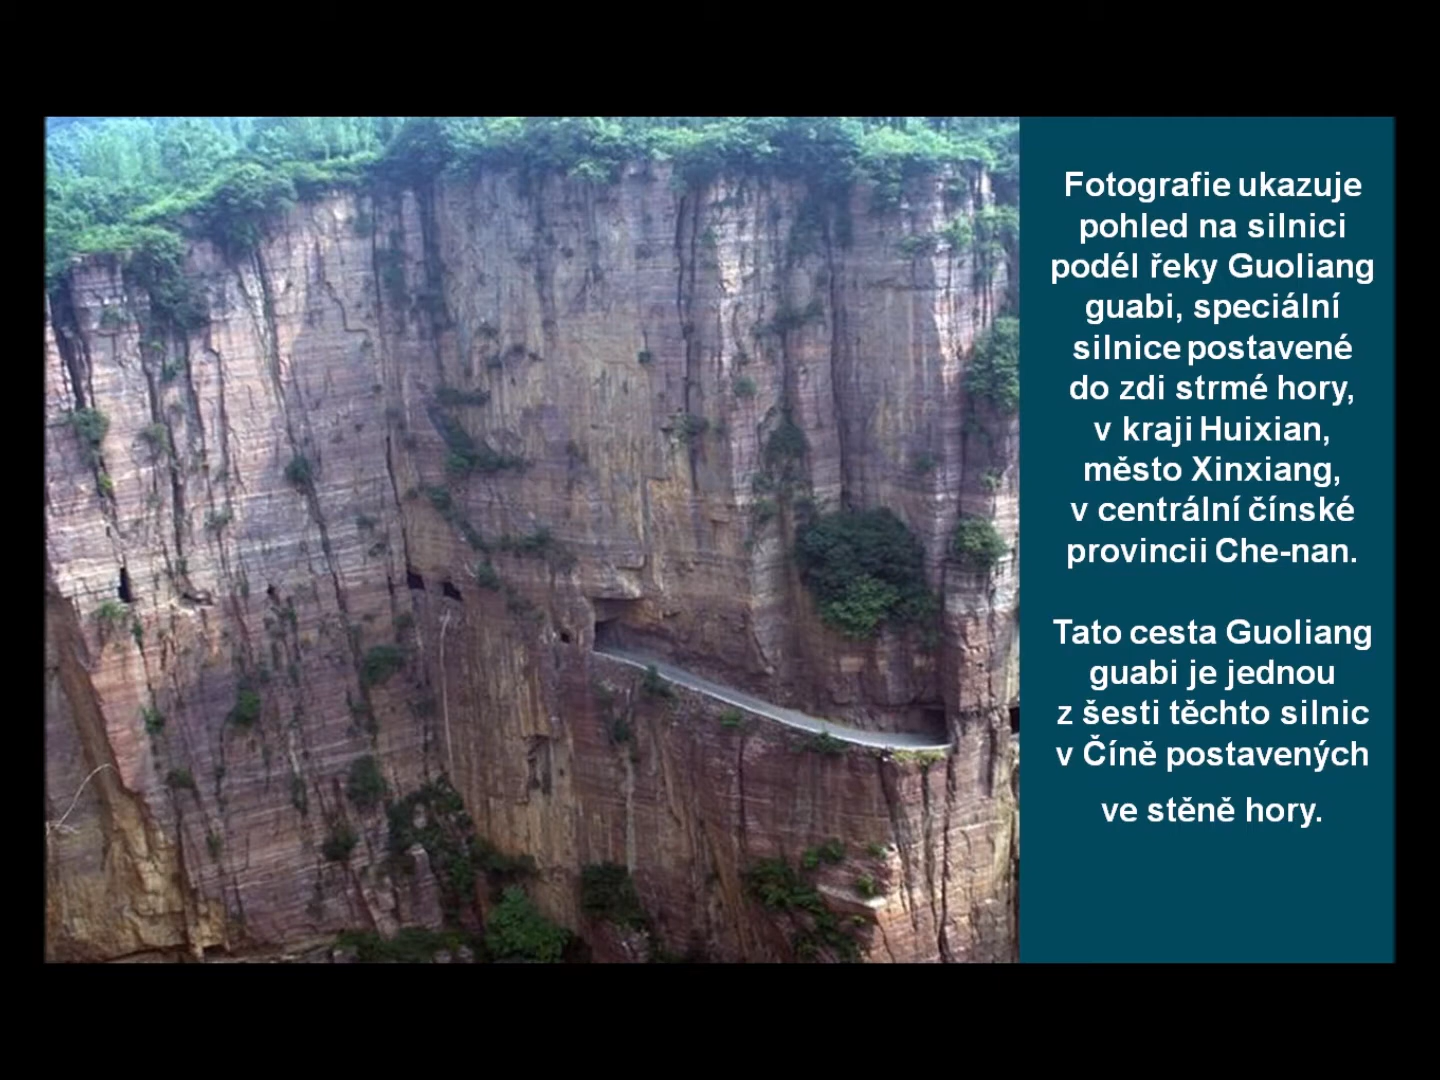 Fotografie ukazuje
pohled na silnici
podél řeky Guoliang
guabi, speciální
silnice postavené
do zdi strmé hory,
v kraji Huixian,
město Xinxiang,
v centrální čínské
provincii Che-nan.
Tato cesta Guoliang
guabi je jednou
z šesti těchto silnic
v Číně postavených
ve stěně hory.